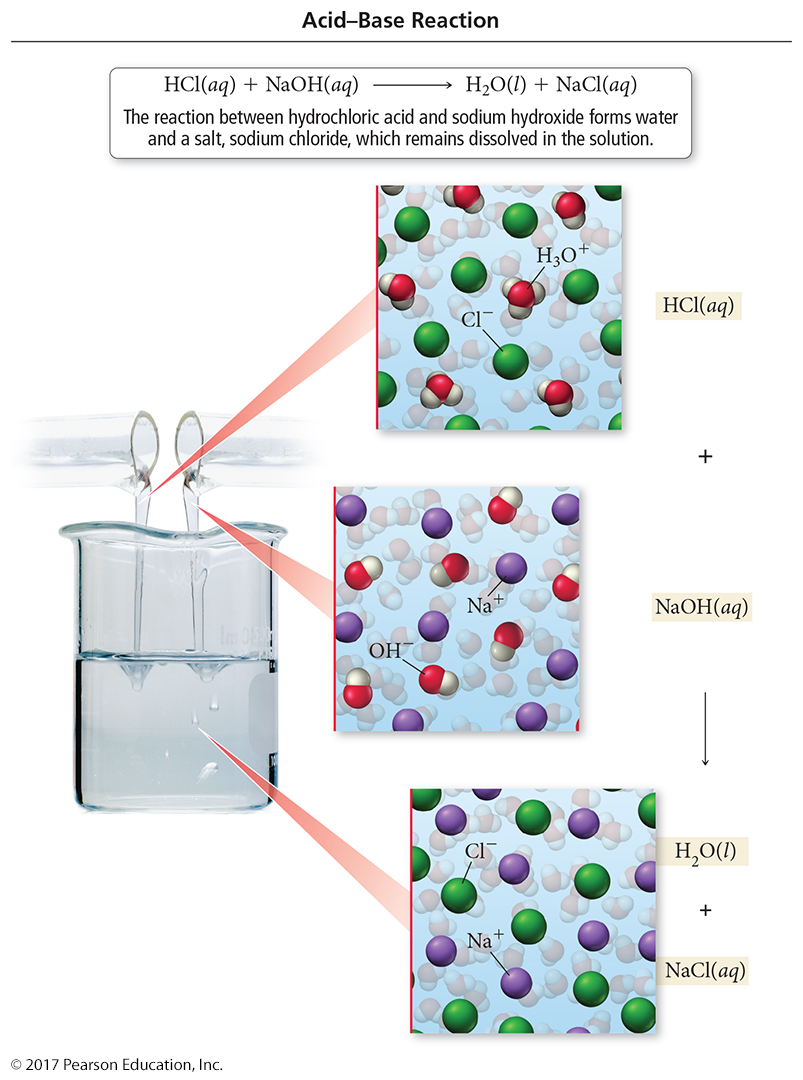 Acid–Base Reaction
HCl(aq) + NaOH(aq) ⟶ H₂O(l) + NaCl(aq)
The reaction between hydrochloric acid and sodium hydroxide forms water
and a salt, sodium chloride, which remains dissolved in the solution.
H₃O⁺
Cl⁻
HCl(aq)
+
Na⁺
OH⁻
NaOH(aq)
Cl⁻
Na⁺
H₂O(l)
+
NaCl(aq)
© 2017 Pearson Education, Inc.